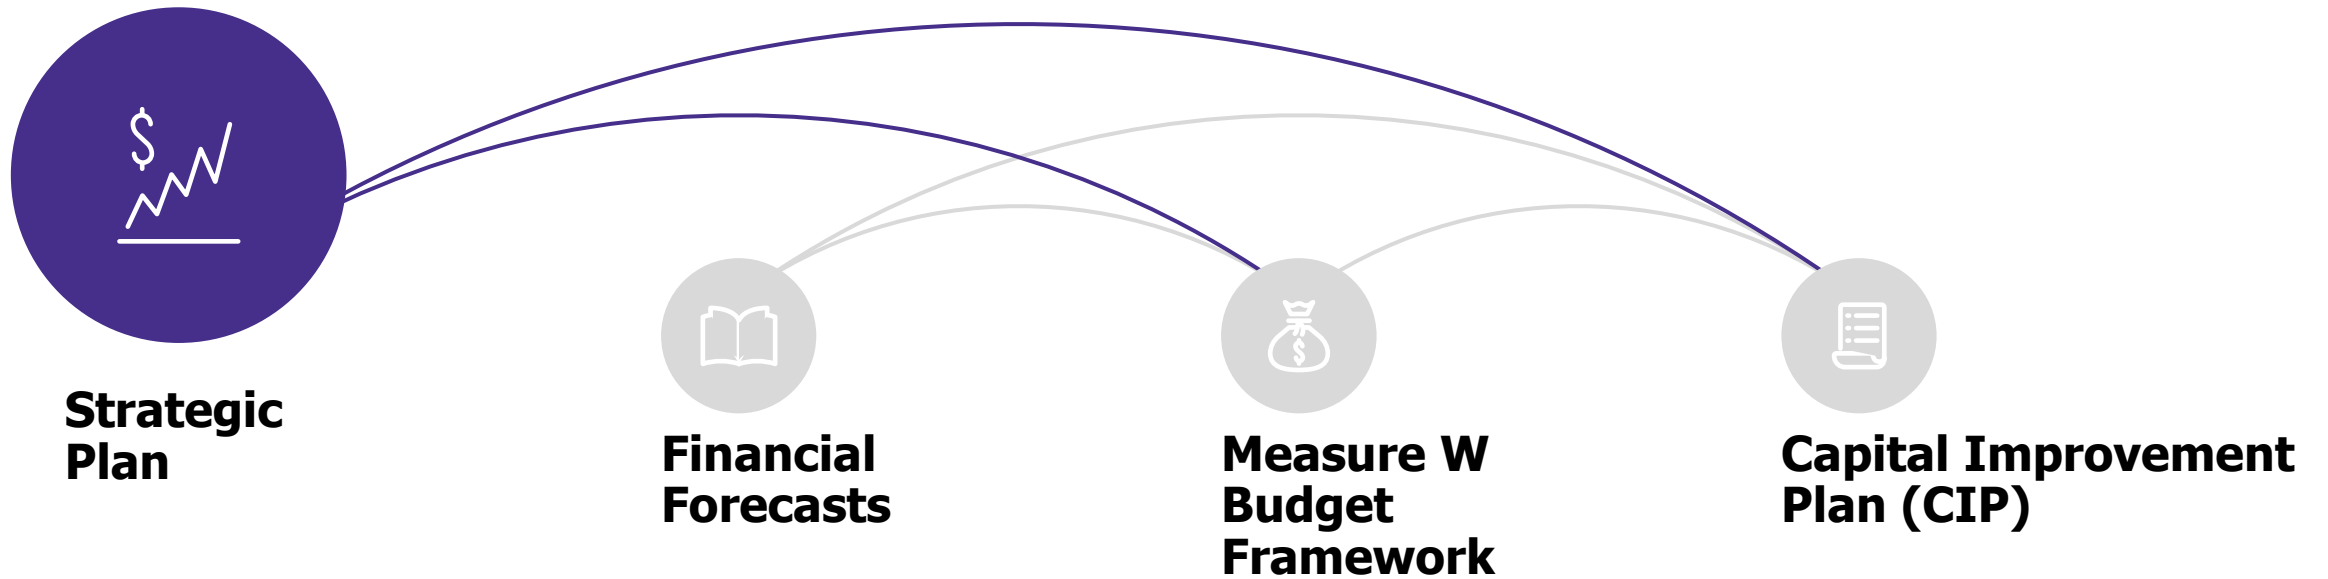 Strategic
Plan
Financial
Forecasts
Measure W
Budget
Framework
Capital Improvement
Plan (CIP)